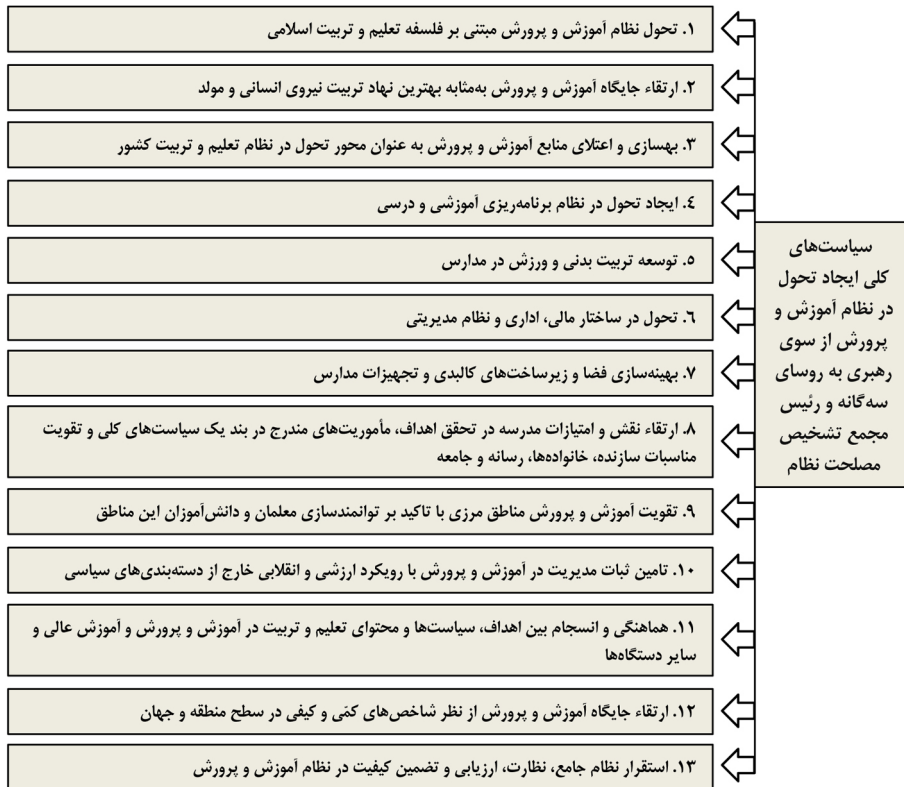 سیاست‌های
کلی ایجاد تحول
در نظام آموزش و
پرورش از سوی
رهبری به روسای
سه‌گانه و رئیس
مجمع تشخیص
مصلحت نظام
۱. تحول نظام آموزش و پرورش مبتنی بر فلسفه تعلیم و تربیت اسلامی
۲. ارتقاء جایگاه آموزش و پرورش به‌مثابه بهترین نهاد تربیت نیروی انسانی و مولد
۳. بهسازی و اعتلای منابع آموزش و پرورش به عنوان محور تحول در نظام تعلیم و تربیت کشور
٤. ایجاد تحول در نظام برنامه‌ریزی آموزشی و درسی
٥. توسعه تربیت بدنی و ورزش در مدارس
٦. تحول در ساختار مالی، اداری و نظام مدیریتی
۷. بهینه‌سازی فضا و زیرساخت‌های کالبدی و تجهیزات مدارس
۸. ارتقاء نقش و امتیازات مدرسه در تحقق اهداف، مأموریت‌های مندرج در بند یک سیاست‌های کلی و تقویت
مناسبات سازنده، خانواده‌ها، رسانه و جامعه
۹. تقویت آموزش و پرورش مناطق مرزی با تاکید بر توانمندسازی معلمان و دانش‌آموزان این مناطق
۱۰. تامین ثبات مدیریت در آموزش و پرورش با رویکرد ارزشی و انقلابی خارج از دسته‌بندی‌های سیاسی
۱۱. هماهنگی و انسجام بین اهداف، سیاست‌ها و محتوای تعلیم و تربیت در آموزش و پرورش و آموزش عالی و
سایر دستگاه‌ها
۱۲. ارتقاء جایگاه آموزش و پرورش از نظر شاخص‌های کمّی و کیفی در سطح منطقه و جهان
۱۳. استقرار نظام جامع، نظارت، ارزیابی و تضمین کیفیت در نظام آموزش و پرورش